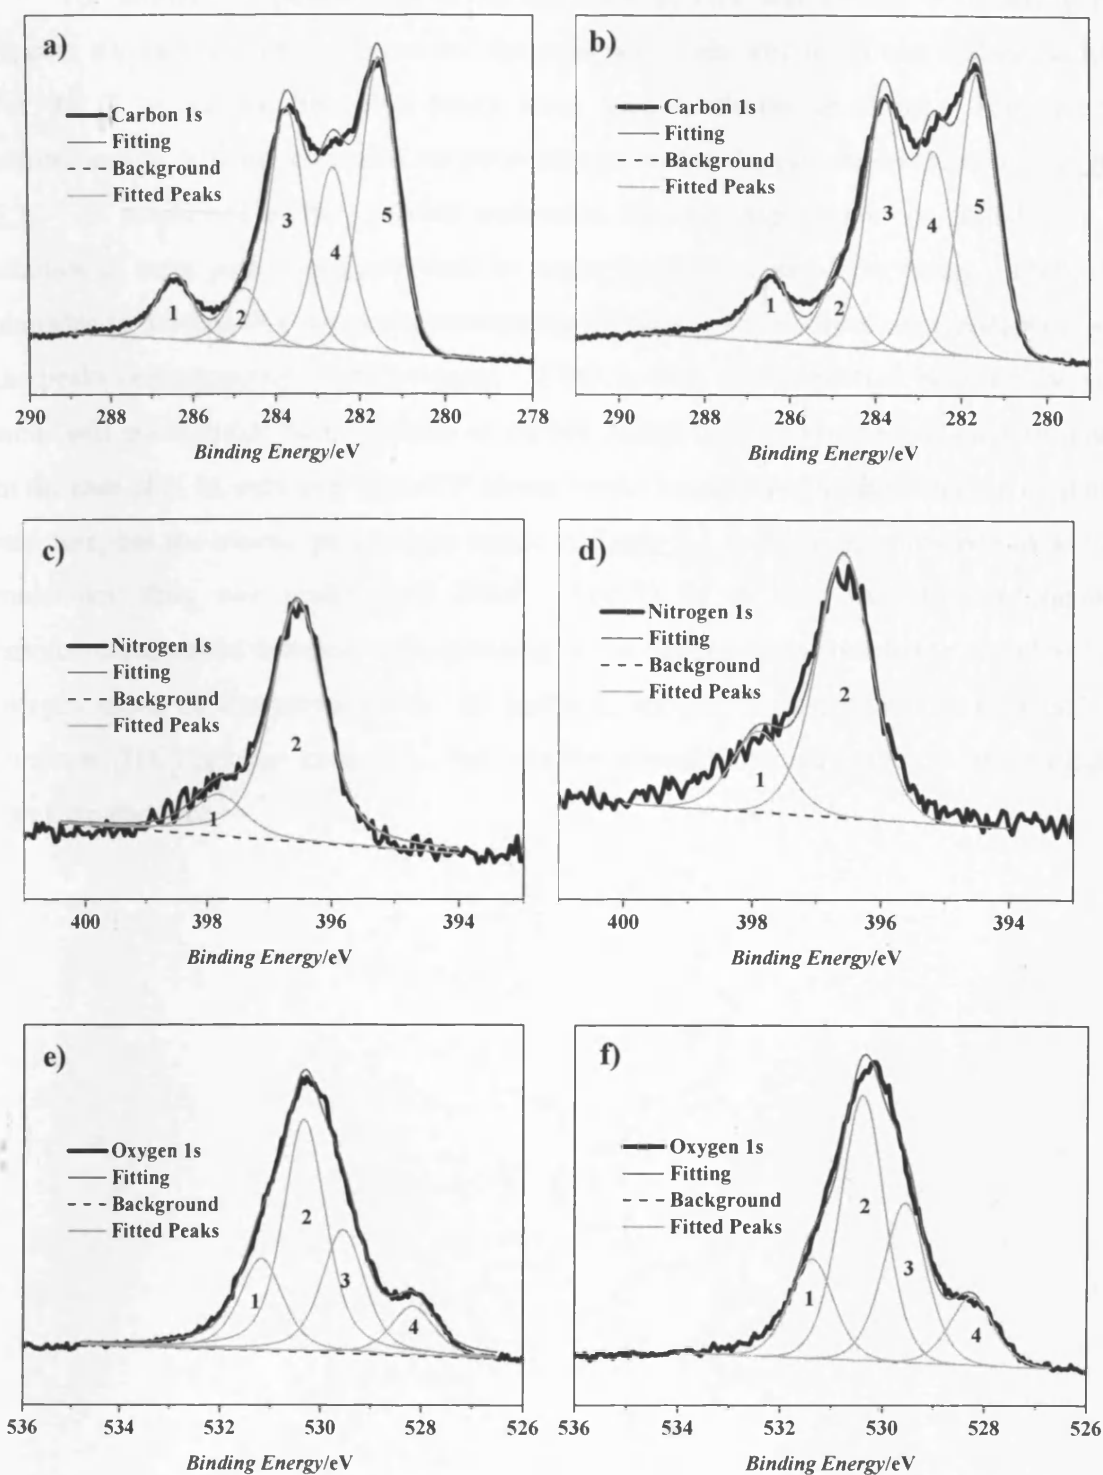 a)
Carbon 1s
Fitting
Background
Fitted Peaks
1
2
3
4
5
290 288 286 284 282 280 278
Binding Energy/eV
b)
Carbon 1s
Fitting
Background
Fitted Peaks
1
2
3
4
5
290 288 286 284 282 280
Binding Energy/eV
c)
Nitrogen 1s
Fitting
Background
Fitted Peaks
1
2
400 398 396 394
Binding Energy/eV
d)
Nitrogen 1s
Fitting
Background
Fitted Peaks
1
2
400 398 396 394
Binding Energy/eV
e)
Oxygen 1s
Fitting
Background
Fitted Peaks
1
2
3
4
536 534 532 530 528 526
Binding Energy/eV
f)
Oxygen 1s
Fitting
Background
Fitted Peaks
1
2
3
4
536 534 532 530 528 526
Binding Energy/eV